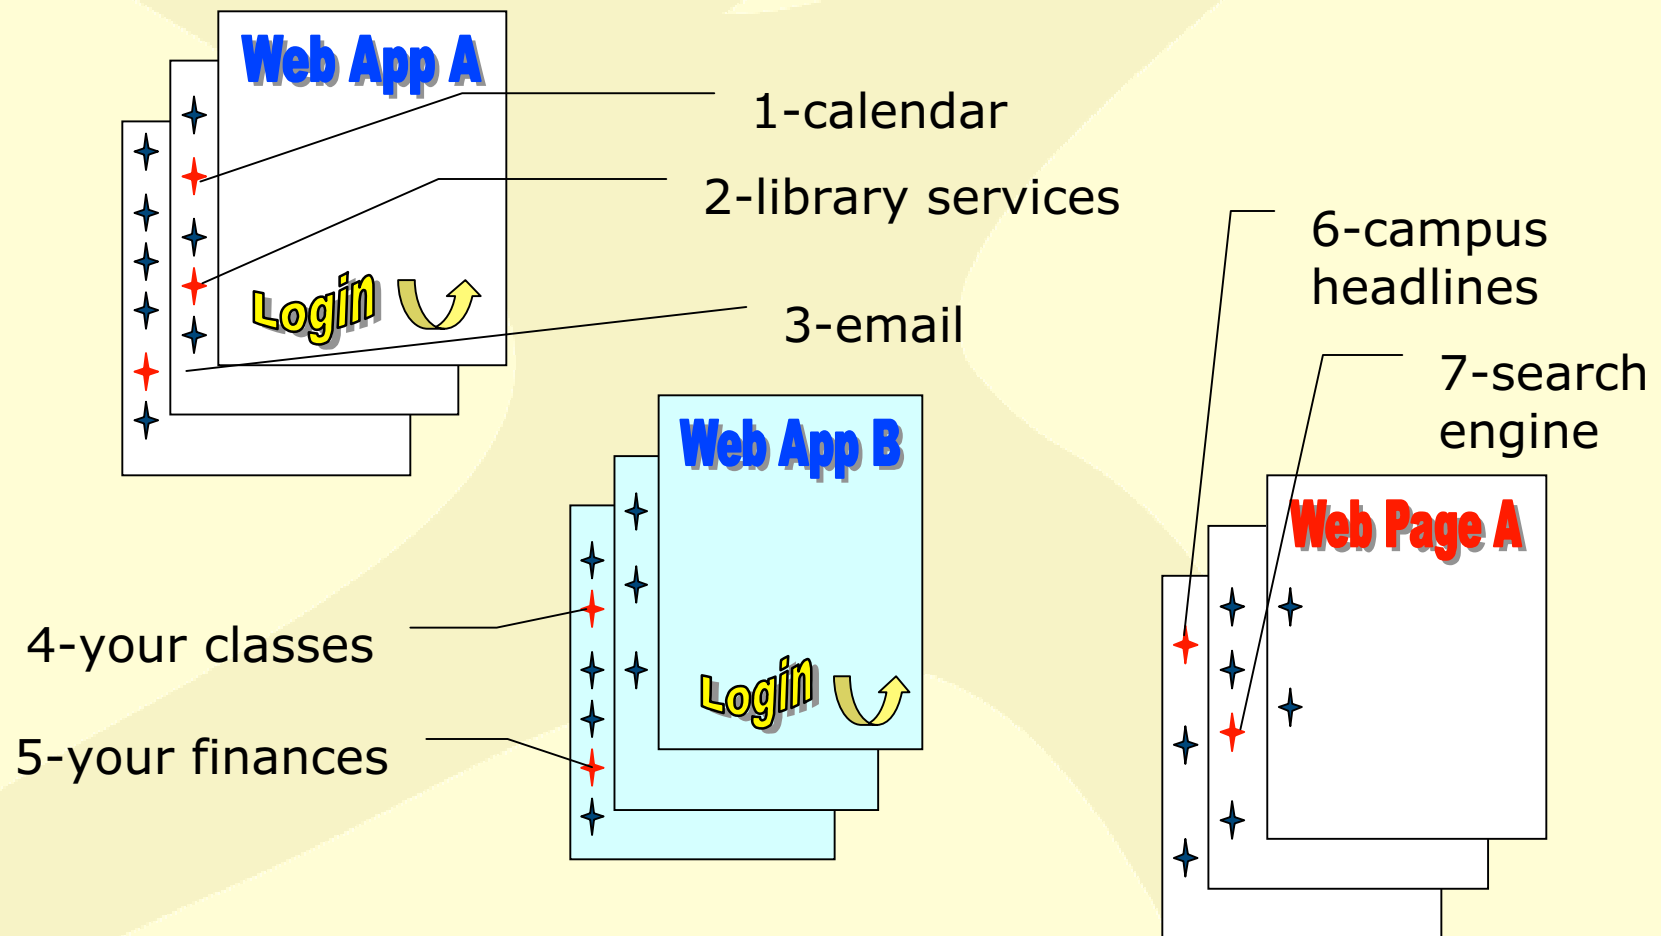 Web App A
1-calendar
2-library services
Login
3-email
6-campus
headlines
7-search
engine
Web App B
Web Page A
4-your classes
Login
5-your finances